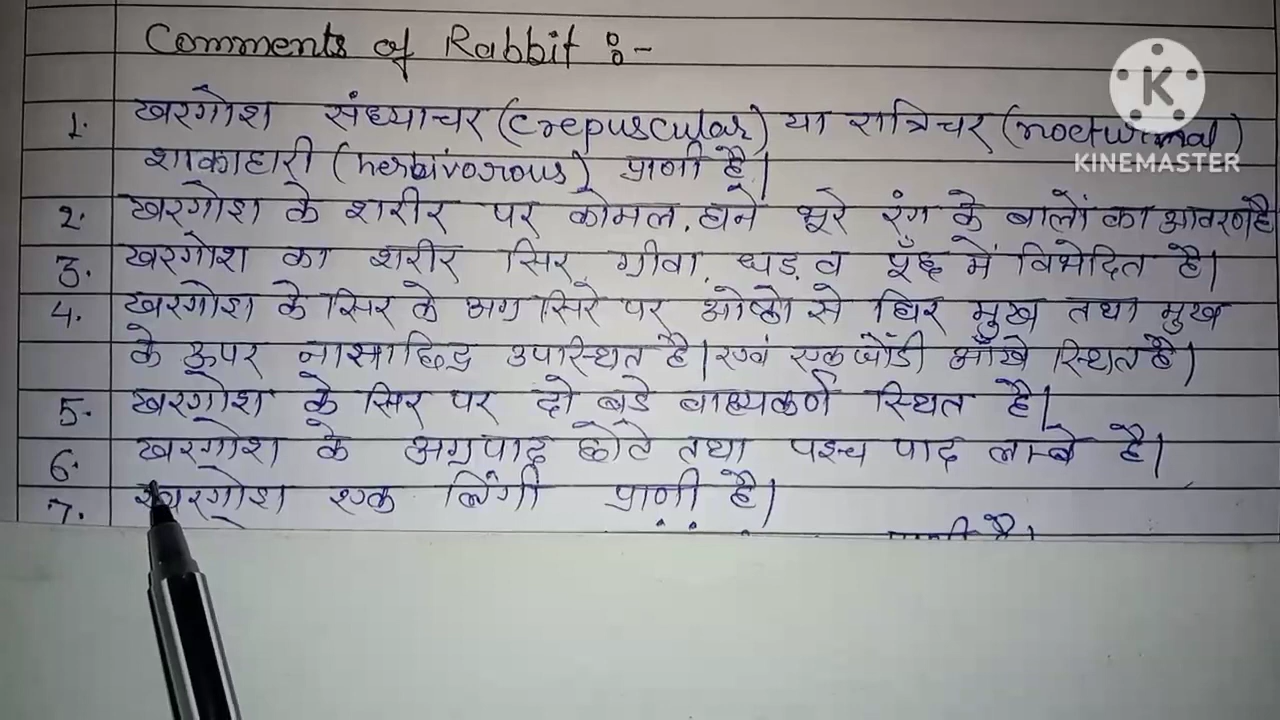 Comments of Rabbit :-
1. खरगोश संध्याचर (crepuscular) या रात्रिचर (nocturnal)
शाकाहारी (herbivorous) प्राणी है।
2. खरगोश के शरीर पर कोमल, घने भूरे रंग के बालों का आवरण है
3. खरगोश का शरीर सिर, ग्रीवा, धड़ व पूँछ में विभेदित है।
4. खरगोश के सिर के अग्र सिरे पर ओष्ठो से घिर मुख तथा मुख
के ऊपर नासाछिद्र उपस्थित है। एवं एक जोडी आँखे स्थित है।
5. खरगोश के सिर पर दो बडे बाह्यकर्ण स्थित है।
6. खरगोश के अग्रपाद छोटे तथा पश्च पाद लम्बे है।
7. खरगोश एक लिंगी प्राणी है।
K
KINEMASTER